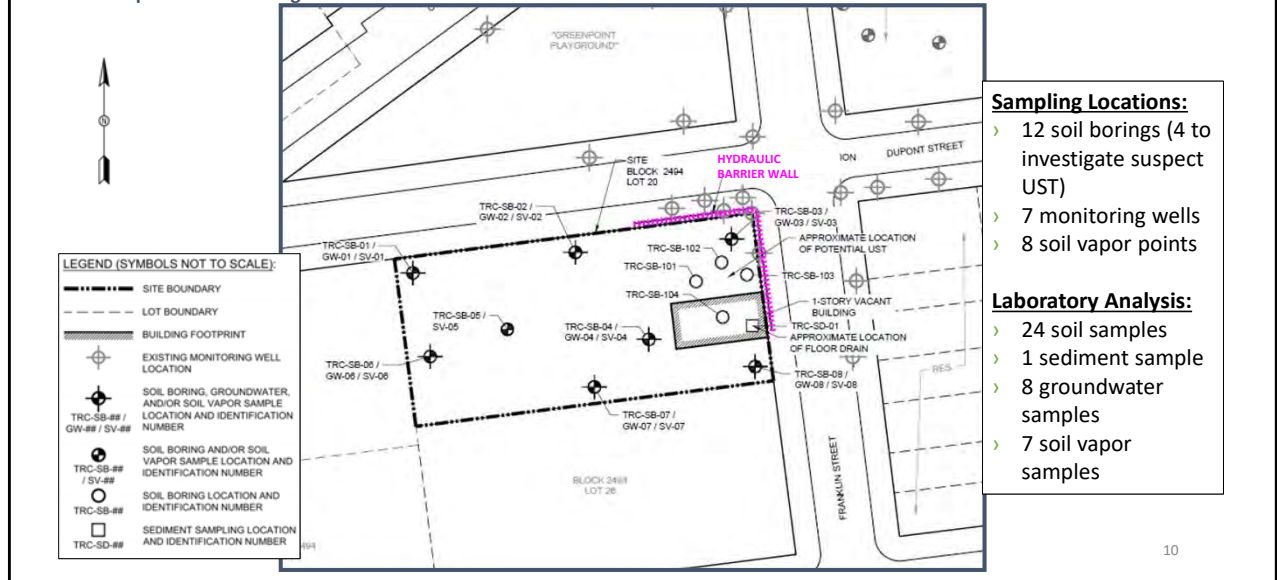 "GREENPOINT
PLAYGROUND"
SITE
BLOCK 2494
LOT 20
HYDRAULIC
BARRIER WALL
ION
DUPONT STREET
TRC-SB-02 /
GW-02 / SV-02
TRC-SB-03 /
GW-03 / SV-03
TRC-SB-01 /
GW-01 / SV-01
TRC-SB-102
APPROXIMATE LOCATION
OF POTENTIAL UST
TRC-SB-101
TRC-SB-103
TRC-SB-104
1-STORY VACANT
BUILDING
TRC-SB-05 /
SV-05
TRC-SB-04 /
GW-04 / SV-04
TRC-SD-01
APPROXIMATE LOCATION
OF FLOOR DRAIN
TRC-SB-06 /
GW-06 / SV-06
TRC-SB-08 /
GW-08 / SV-08
RES.
TRC-SB-07 /
GW-07 / SV-07
BLOCK 2494
LOT 26
FRANKLIN STREET
494
N
LEGEND (SYMBOLS NOT TO SCALE):
SITE BOUNDARY
LOT BOUNDARY
BUILDING FOOTPRINT
EXISTING MONITORING WELL
LOCATION
SOIL BORING, GROUNDWATER,
AND/OR SOIL VAPOR SAMPLE
LOCATION AND IDENTIFICATION
NUMBER
TRC-SB-## /
GW-## / SV-##
SOIL BORING AND/OR SOIL
VAPOR SAMPLE LOCATION AND
IDENTIFICATION NUMBER
TRC-SB-##
/ SV-##
SOIL BORING LOCATION AND
IDENTIFICATION NUMBER
TRC-SB-##
SEDIMENT SAMPLING LOCATION
AND IDENTIFICATION NUMBER
TRC-SD-##
Sampling Locations:
› 12 soil borings (4 to
investigate suspect
UST)
› 7 monitoring wells
› 8 soil vapor points
Laboratory Analysis:
› 24 soil samples
› 1 sediment sample
› 8 groundwater
samples
› 7 soil vapor
samples
10